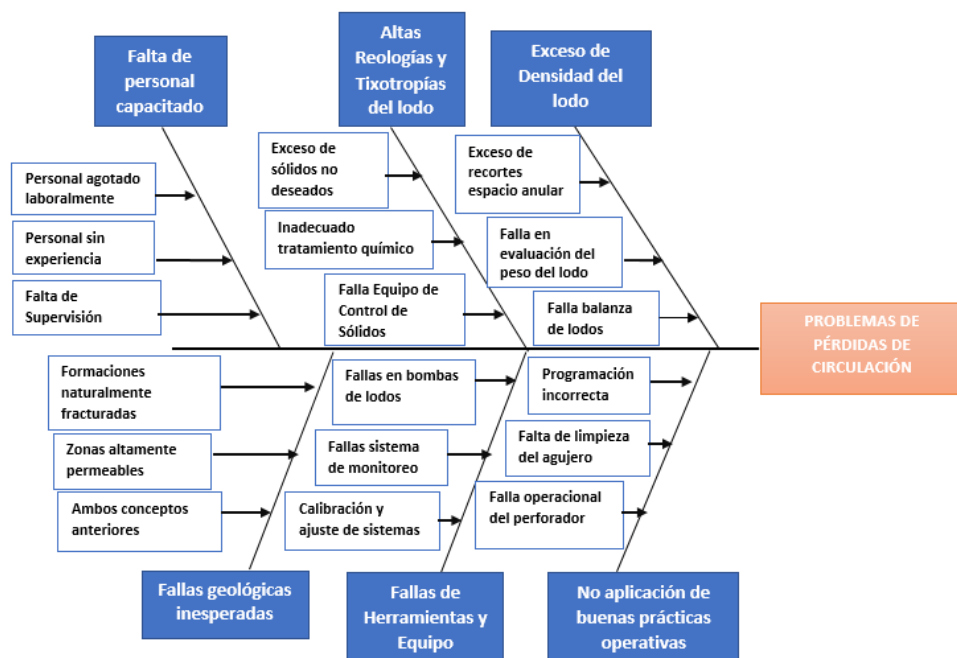 Falta de
personal
capacitado
Altas
Reologías y
Tixotropías
del lodo
Exceso de
Densidad del
lodo
Personal agotado
laboralmente
Personal sin
experiencia
Falta de
Supervisión
Exceso de
sólidos no
deseados
Inadecuado
tratamiento químico
Falla Equipo de
Control de
Sólidos
Exceso de
recortes
espacio anular
Falla en
evaluación del
peso del lodo
Falla balanza
de lodos
PROBLEMAS DE
PÉRDIDAS DE
CIRCULACIÓN
Formaciones
naturalmente
fracturadas
Zonas altamente
permeables
Ambos conceptos
anteriores
Fallas en bombas
de lodos
Fallas sistema
de monitoreo
Calibración y
ajuste de sistemas
Programación
incorrecta
Falta de limpieza
del agujero
Falla operacional
del perforador
Fallas geológicas
inesperadas
Fallas de
Herramientas y
Equipo
No aplicación de
buenas prácticas
operativas